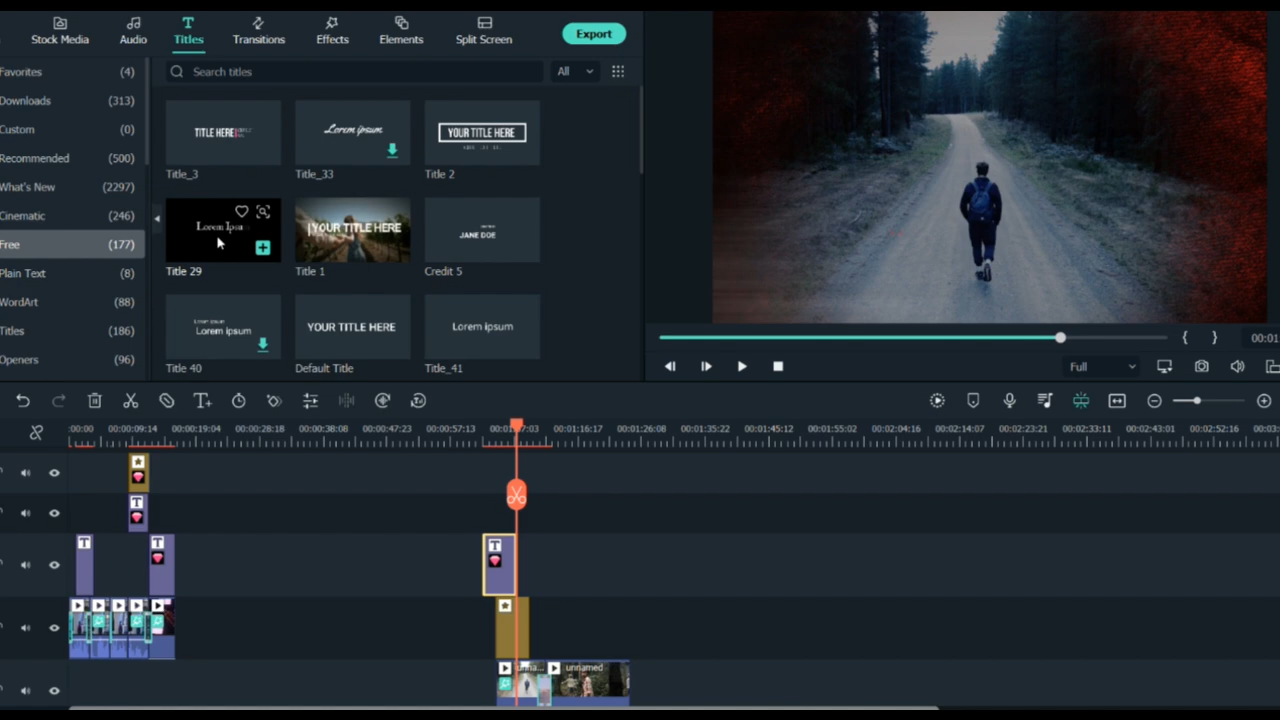 Stock Media
Audio
Titles
Transitions
Effects
Elements
Split Screen
Export
Favorites (4)
Downloads (313)
Custom (0)
Recommended (500)
What's New (2297)
Cinematic (246)
Free (177)
Plain Text (8)
WordArt (88)
Titles (186)
Openers (96)
Search titles
All
TITLE HERE
Title_3
Lorem ipsum
Title_33
YOUR TITLE HERE
Title 2
Lorem Ipsu
Title 29
YOUR TITLE HERE
Title 1
JANE DOE
Credit 5
Lorem ipsum
Title 40
YOUR TITLE HERE
Default Title
Lorem ipsum
Title_41
{ }
00:01
Full
:00:00 00:00:09:14 00:00:19:04 00:00:28:18 00:00:38:08 00:00:47:23 00:00:57:13 00:01:16:17 00:01:26:08 00:01:35:22 00:01:45:12 00:01:55:02 00:02:04:16 00:02:14:07 00:02:23:21 00:02:33:11 00:02:43:01 00:02:52:16 00:03:0
unna... unnamed